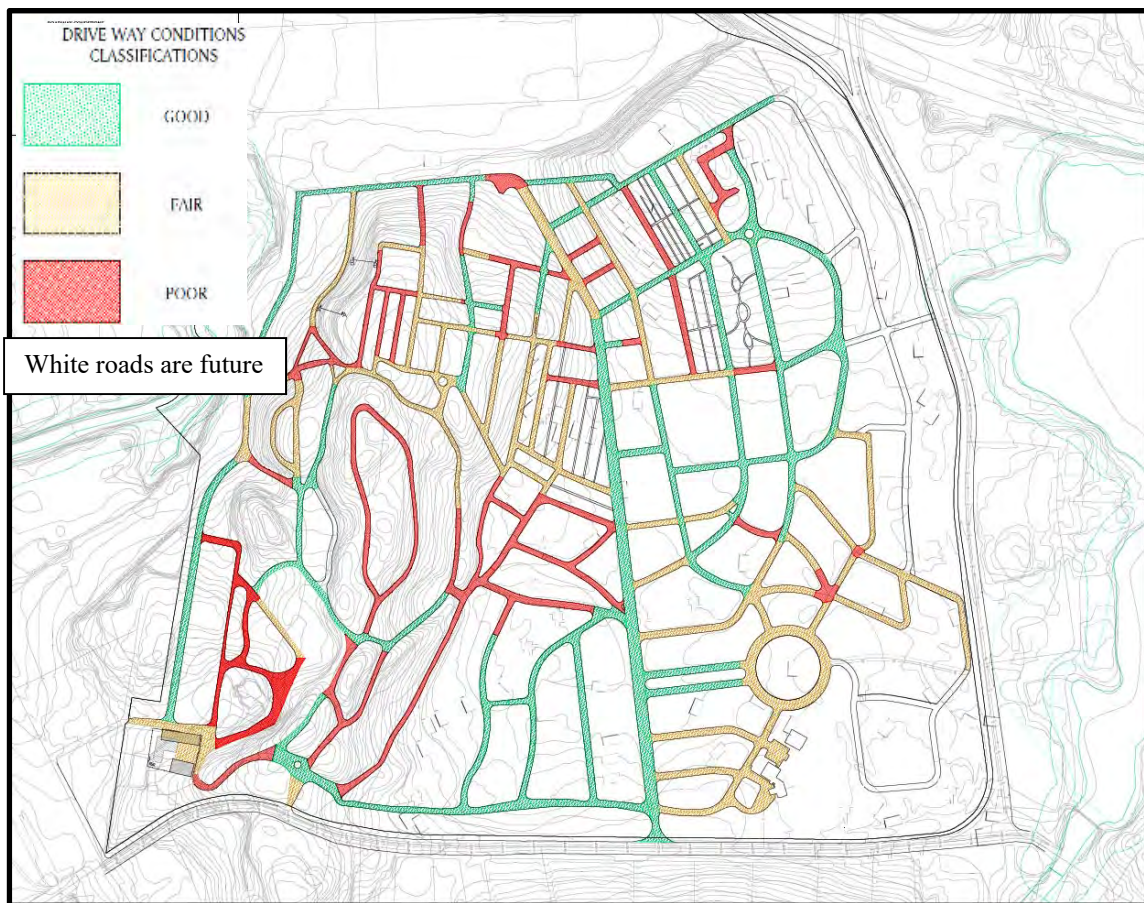 DRIVE WAY CONDITIONS
CLASSIFICATIONS
GOOD
FAIR
POOR
White roads are future